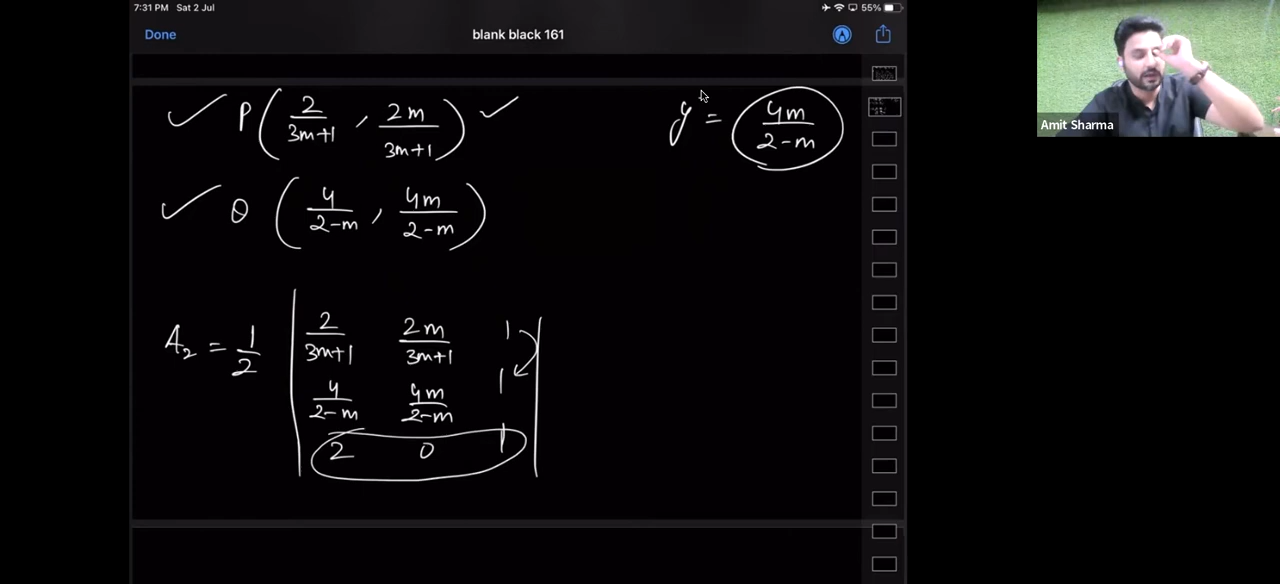 7:31 PM Sat 2 Jul 55%
Done blank black 161
P(2/(3m+1), 2m/(3m+1))
y = 4m/(2-m)
Q (4/(2-m), 4m/(2-m))
A₂ = 1/2 | 2/(3m+1) 2m/(3m+1) 1
4/(2-m) 4m/(2-m) 1
2 0 1 |
Amit Sharma